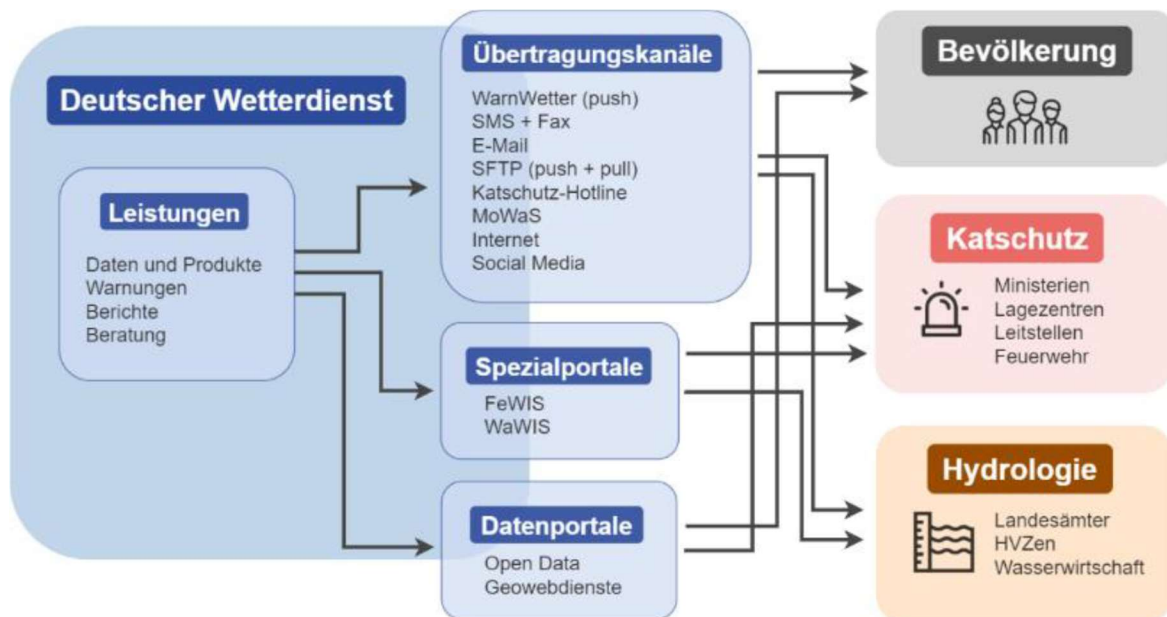 Deutscher Wetterdienst
Leistungen
Daten und Produkte
Warnungen
Berichte
Beratung
Übertragungskanäle
WarnWetter (push)
SMS + Fax
E-Mail
SFTP (push + pull)
Katschutz-Hotline
MoWaS
Internet
Social Media
Spezialportale
FeWIS
WaWIS
Datenportale
Open Data
Geowebdienste
Bevölkerung
Katschutz
Ministerien
Lagezentren
Leitstellen
Feuerwehr
Hydrologie
Landesämter
HVZen
Wasserwirtschaft